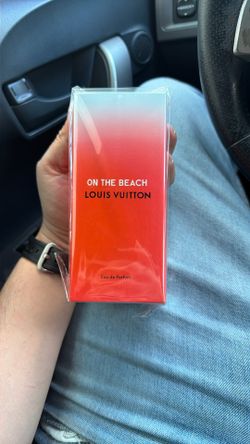 ON THE BEACH
LOUIS VUITTON
Eau de Parfum